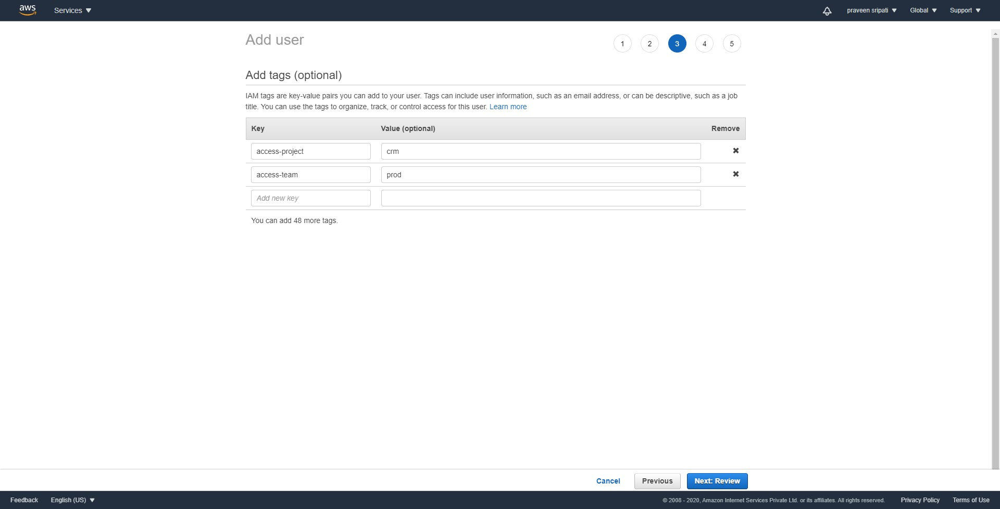 aws Services praveen sripati Global Support
Add user 1 2 3 4 5
Add tags (optional)
IAM tags are key-value pairs you can add to your user. Tags can include user information, such as an email address, or can be descriptive, such as a job
title. You can use the tags to organize, track, or control access for this user. Learn more
Key Value (optional) Remove
access-project crm
access-team prod
Add new key
You can add 48 more tags.
Cancel Previous Next: Review
Feedback English (US) © 2008 - 2020, Amazon Internet Services Private Ltd. or its affiliates. All rights reserved. Privacy Policy Terms of Use